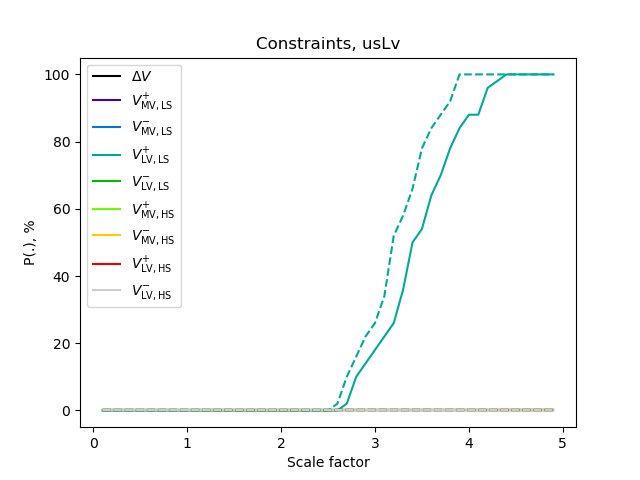 Constraints, usLv
100
80
60
40
20
0
P(.), %
ΔV
V⁺MV, LS
V⁻MV, LS
V⁺LV, LS
V⁻LV, LS
V⁺MV, HS
V⁻MV, HS
V⁺LV, HS
V⁻LV, HS
0 1 2 3 4 5
Scale factor